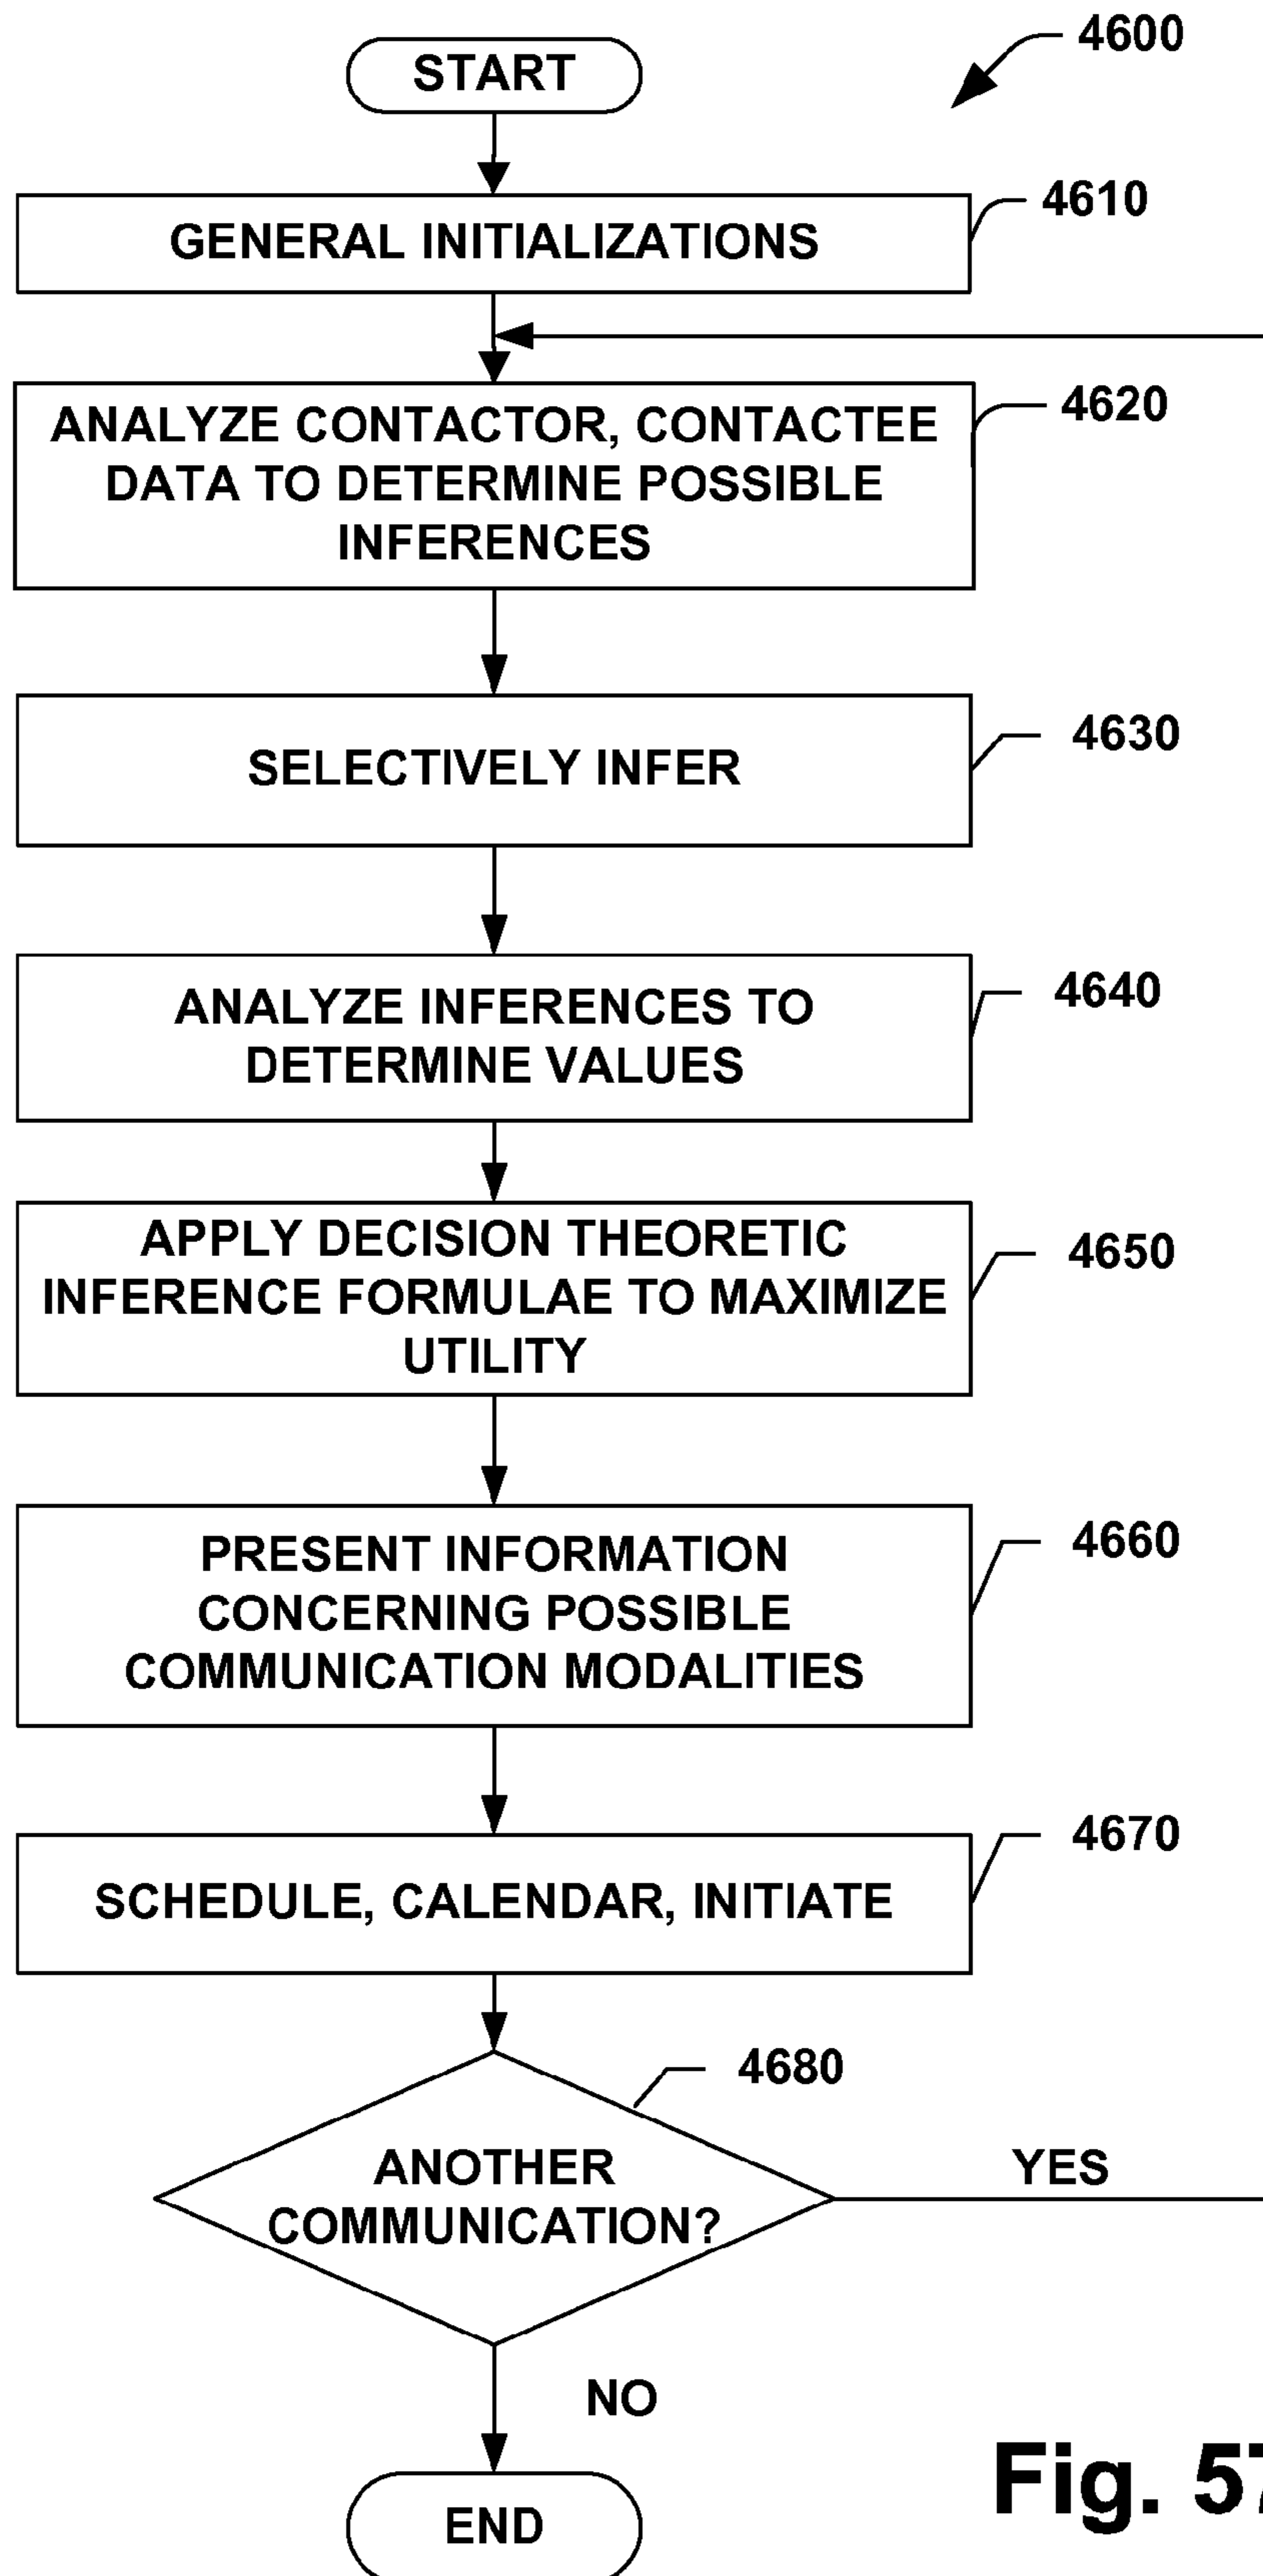 START
4600
GENERAL INITIALIZATIONS
4610
ANALYZE CONTACTOR, CONTACTEE
DATA TO DETERMINE POSSIBLE
INFERENCES
4620
SELECTIVELY INFER
4630
ANALYZE INFERENCES TO
DETERMINE VALUES
4640
APPLY DECISION THEORETIC
INFERENCE FORMULAE TO MAXIMIZE
UTILITY
4650
PRESENT INFORMATION
CONCERNING POSSIBLE
COMMUNICATION MODALITIES
4660
SCHEDULE, CALENDAR, INITIATE
4670
4680
ANOTHER
COMMUNICATION?
YES
NO
END
Fig. 57